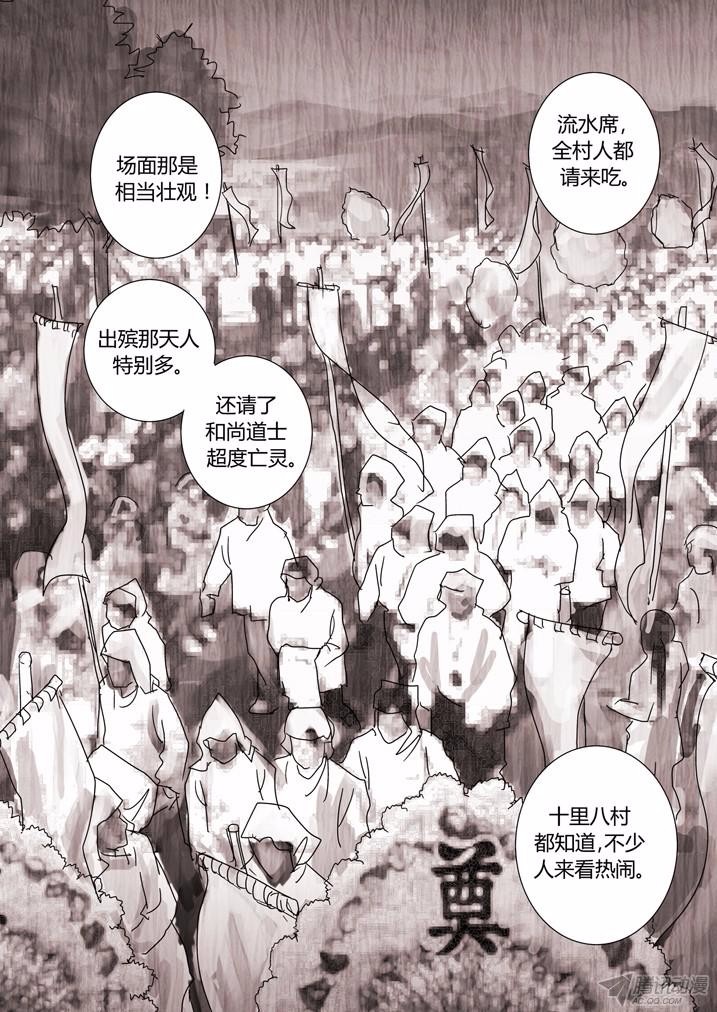 流水席，
全村人都
请来吃。
场面那是
相当壮观！
出殡那天人
特别多。
还请了
和尚道士
超度亡灵。
十里八村
都知道，不少
人来看热闹。
奠
腾讯动漫